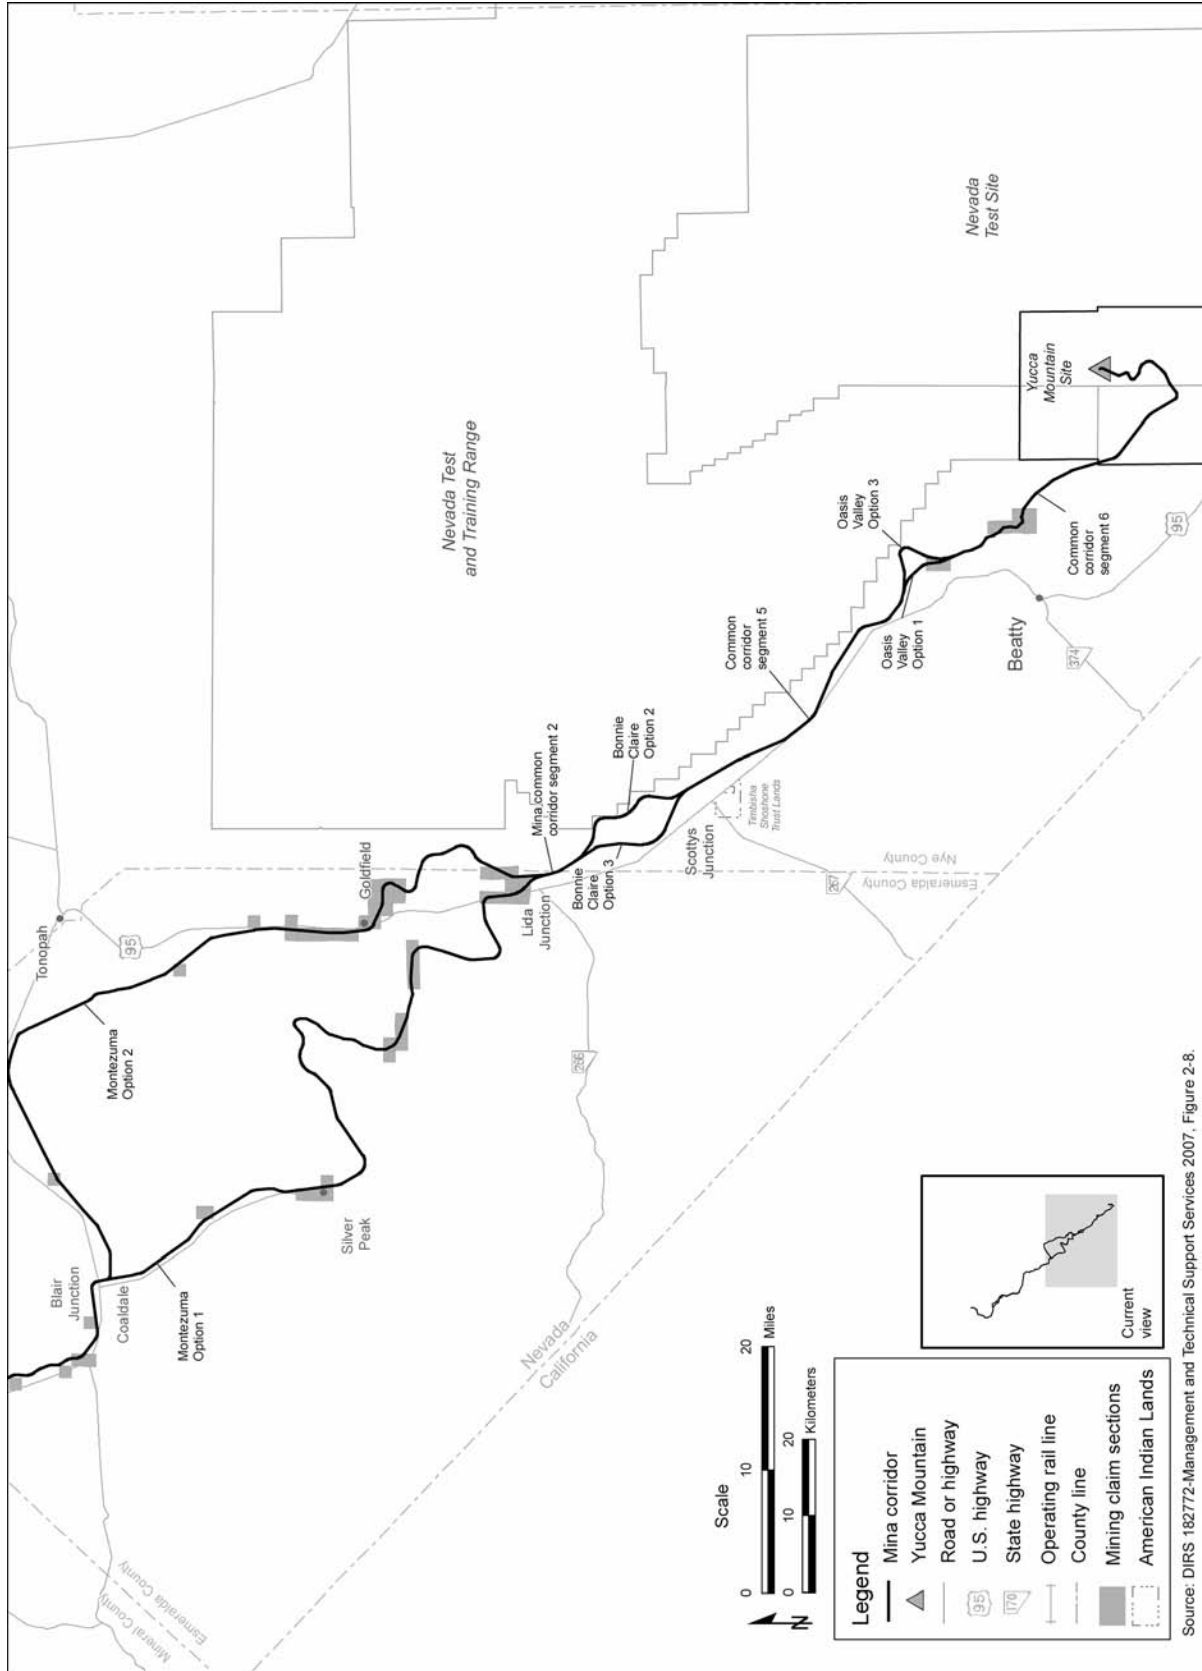 Mineral County
Esmeralda County
Blair
Junction
Coaldale
Montezuma
Option 1
Silver
Peak
Montezuma
Option 2
Tonopah
95
Goldfield
Lida
Junction
266
Nevada
California
Mina common
corridor segment 2
Bonnie
Claire
Option 3
Bonnie
Claire
Option 2
Scottys
Junction
Timbisha
Shoshone
Trust Lands
267
Nye County
Esmeralda County
Nevada Test
and Training Range
Common
corridor
segment 5
Oasis
Valley
Option 1
Oasis
Valley
Option 3
Beatty
374
95
Common
corridor
segment 6
Yucca
Mountain
Site
Nevada
Test Site
N
Scale
0 10 20
Miles
0 10 20
Kilometers
Legend
Mina corridor
Yucca Mountain
Road or highway
95 U.S. highway
170 State highway
Operating rail line
County line
Mining claim sections
American Indian Lands
Current
view
Source: DIRS 182772-Management and Technical Support Services 2007, Figure 2-8.